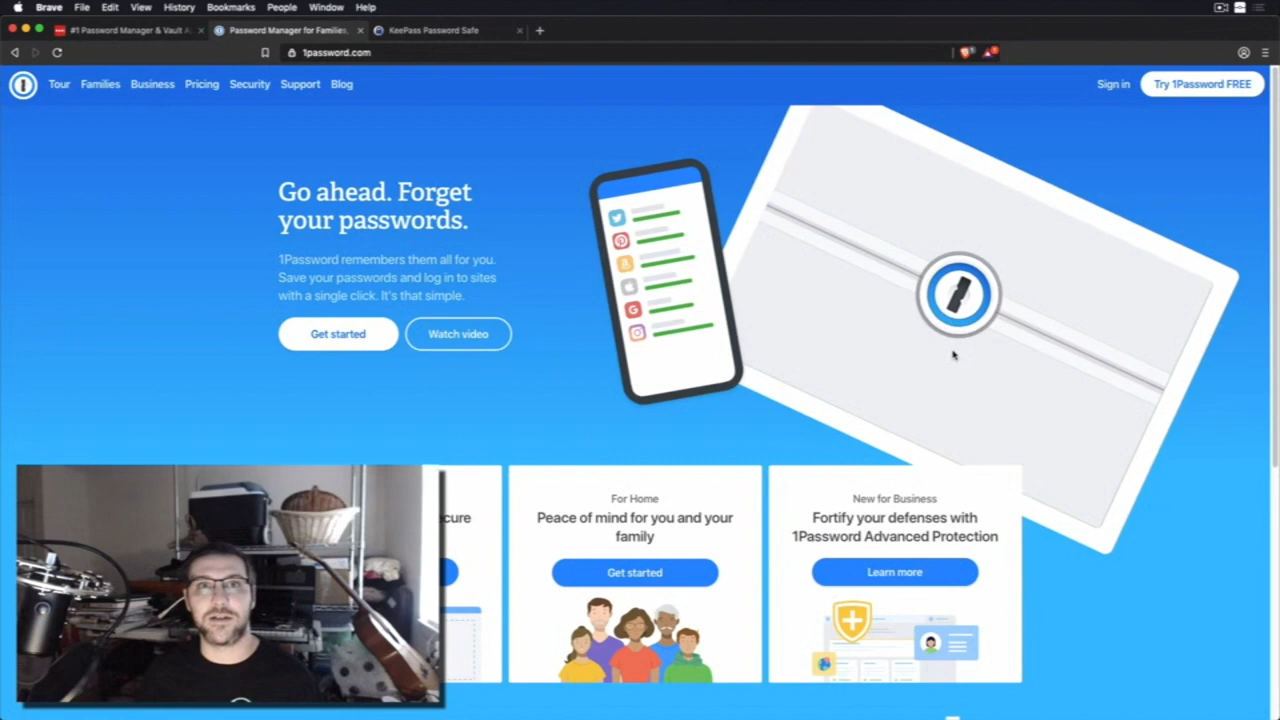 Brave File Edit View History Bookmarks People Window Help
#1 Password Manager & Vault
Password Manager for Families,
KeePass Password Safe
1password.com
Tour Families Business Pricing Security Support Blog
Sign in
Try 1Password FREE
Go ahead. Forget
your passwords.
1Password remembers them all for you.
Save your passwords and log in to sites
with a single click. It's that simple.
Get started
Watch video
cure
For Home
Peace of mind for you and your
family
Get started
New for Business
Fortify your defenses with
1Password Advanced Protection
Learn more